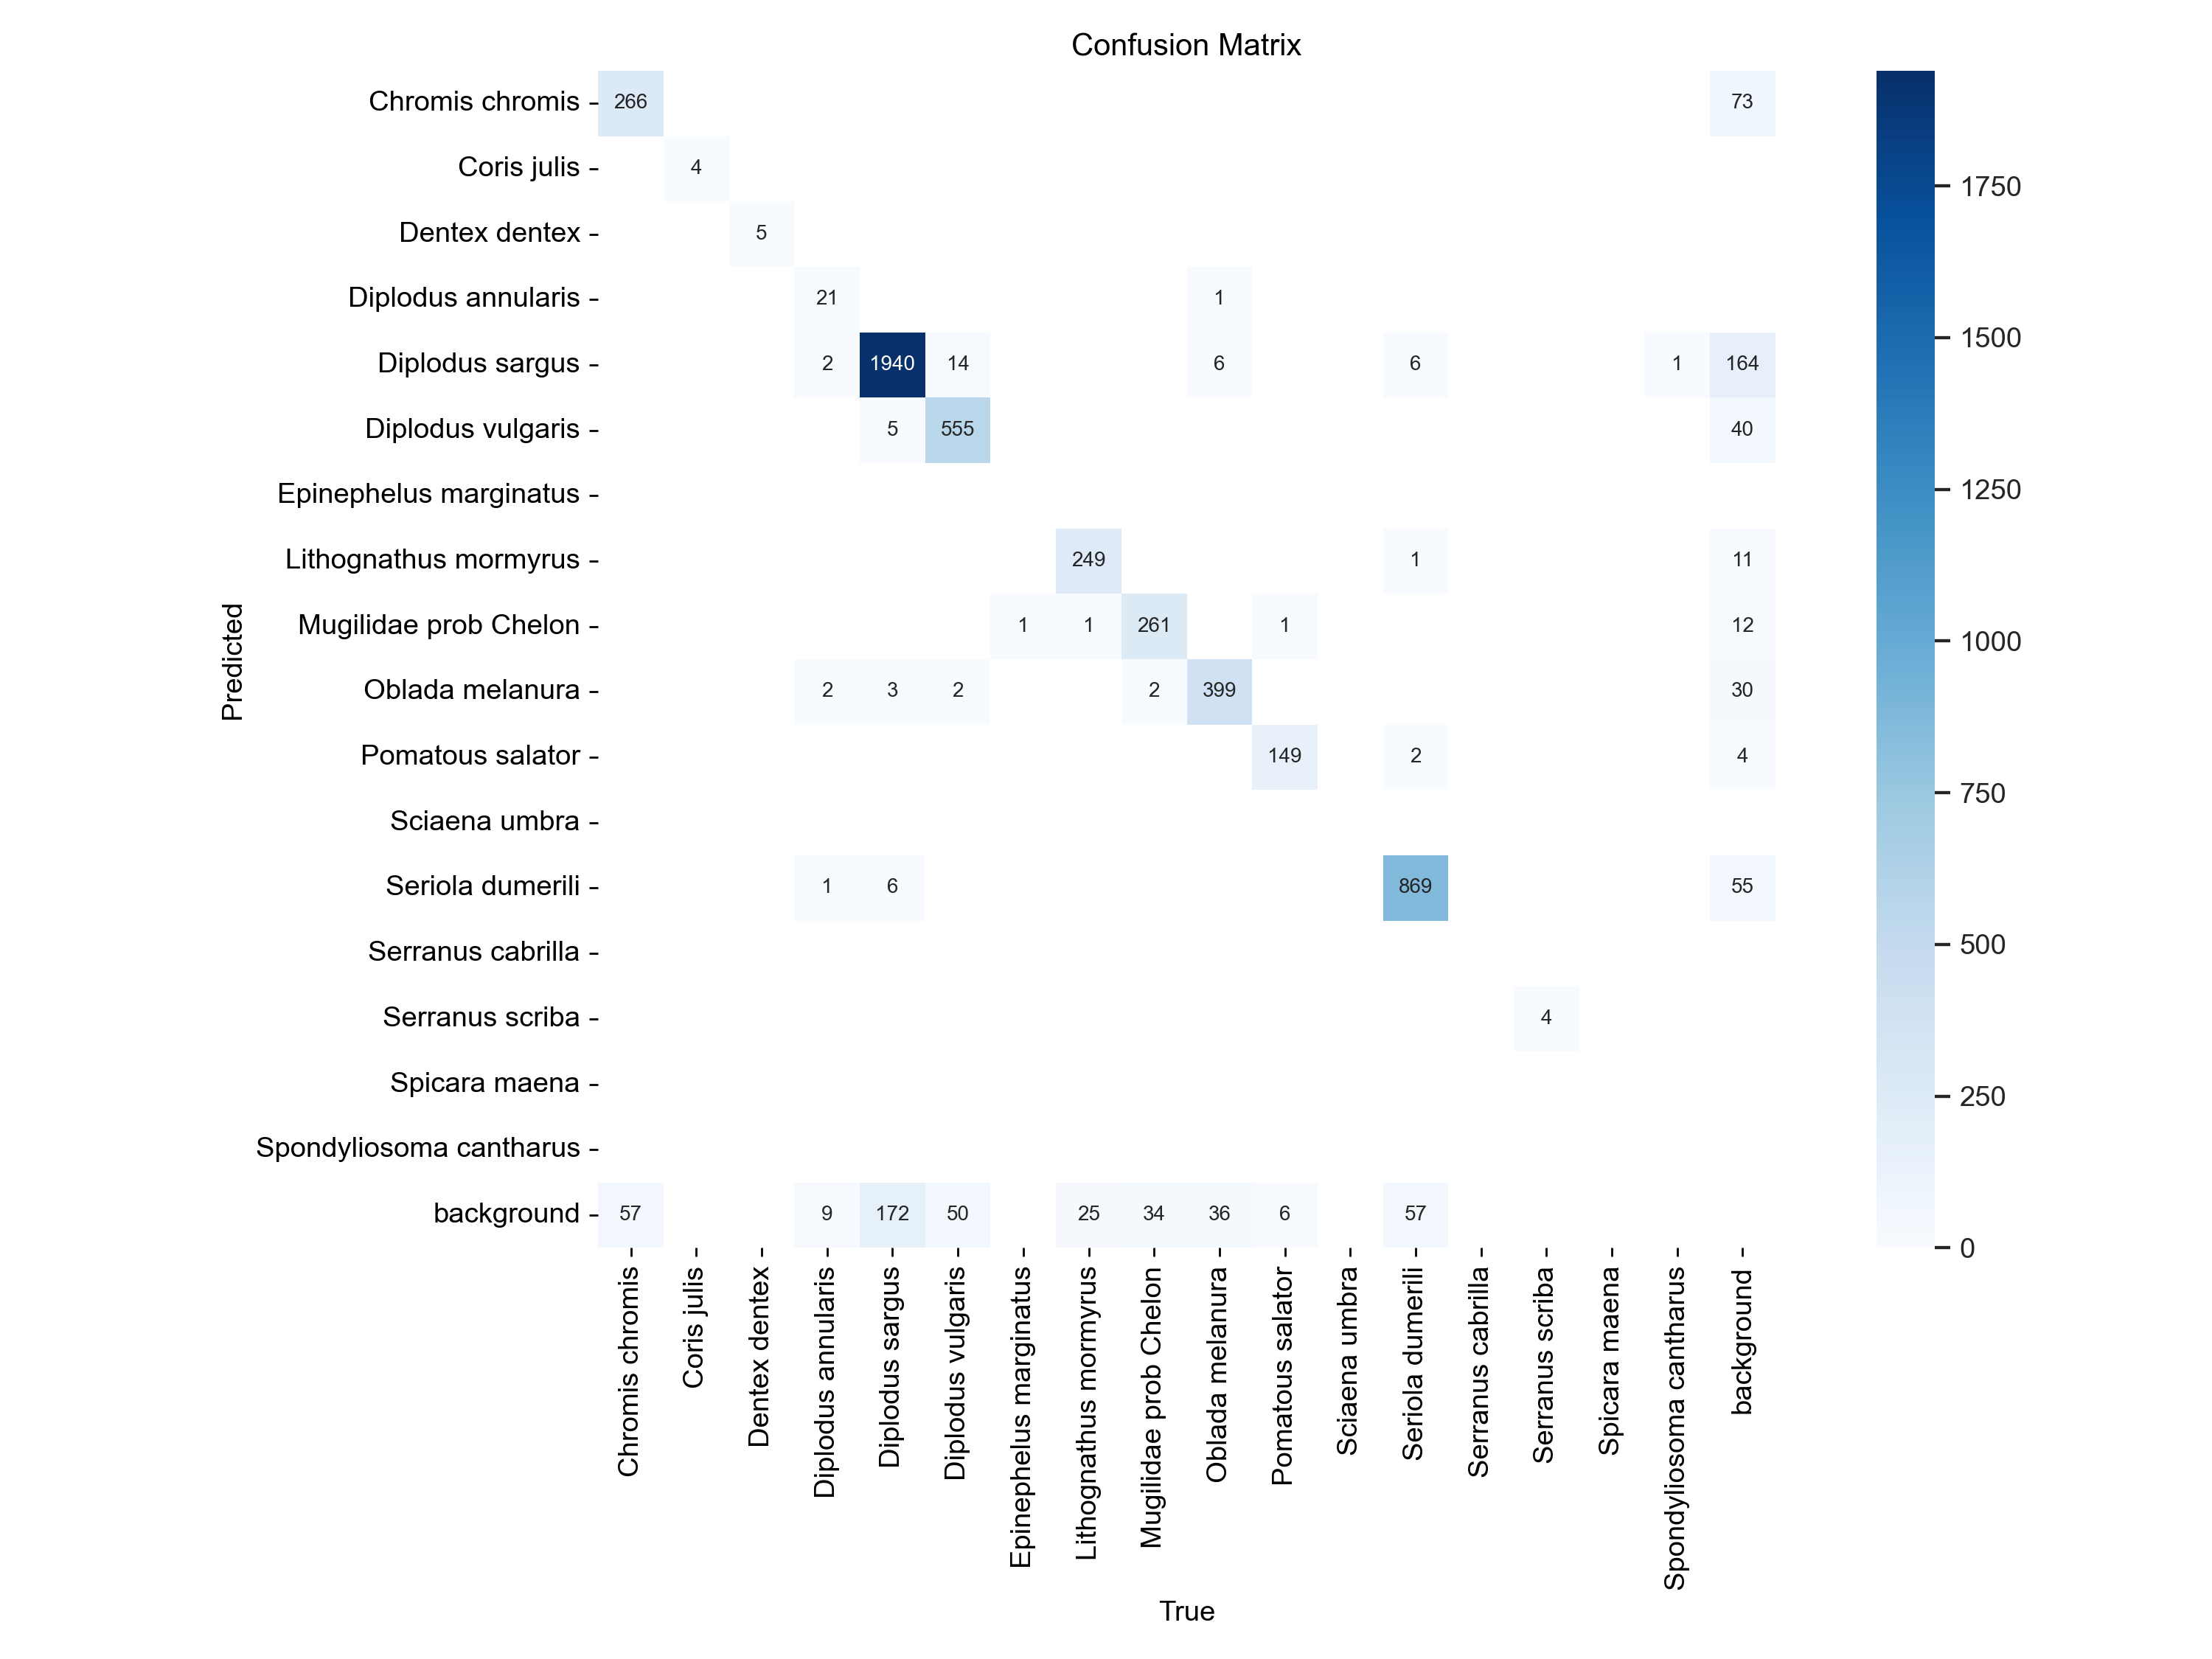 Confusion Matrix
Chromis chromis 266 73
Coris julis 4
Dentex dentex 5
Diplodus annularis 21 1
Diplodus sargus 2 1940 14 6 6 1 164
Diplodus vulgaris 5 555 40
Epinephelus marginatus
Lithognathus mormyrus 249 1 11
Mugilidae prob Chelon 1 1 261 1 12
Oblada melanura 2 3 2 2 399 30
Pomatous salator 149 2 4
Sciaena umbra
Seriola dumerili 1 6 869 55
Serranus cabrilla
Serranus scriba 4
Spicara maena
Spondyliosoma cantharus
background 57 9 172 50 25 34 36 6 57
Predicted
Chromis chromis
Coris julis
Dentex dentex
Diplodus annularis
Diplodus sargus
Diplodus vulgaris
Epinephelus marginatus
Lithognathus mormyrus
Mugilidae prob Chelon
Oblada melanura
Pomatous salator
Sciaena umbra
Seriola dumerili
Serranus cabrilla
Serranus scriba
Spicara maena
Spondyliosoma cantharus
background
True
1750
1500
1250
1000
750
500
250
0